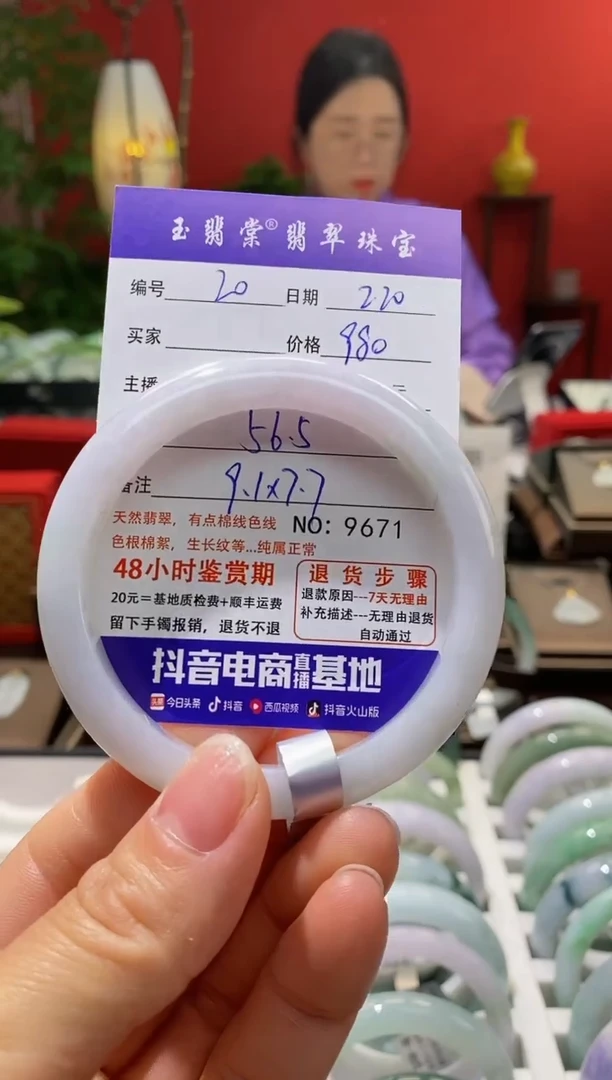 玉翡棠®翡翠珠宝
编号 20 日期 2.20
买家 价格 980
主播
56.5
备注 9.1x7.7
天然翡翠，有点棉线色线 NO: 9671
色根棉絮，生长纹等...纯属正常
48小时鉴赏期
20元=基地质检费+顺丰运费
留下手镯报销，退货不退
退货步骤
退款原因---7天无理由
补充描述---无理由退货
自动通过
抖音电商直播基地
头条 今日头条 抖音 西瓜视频 抖音火山版